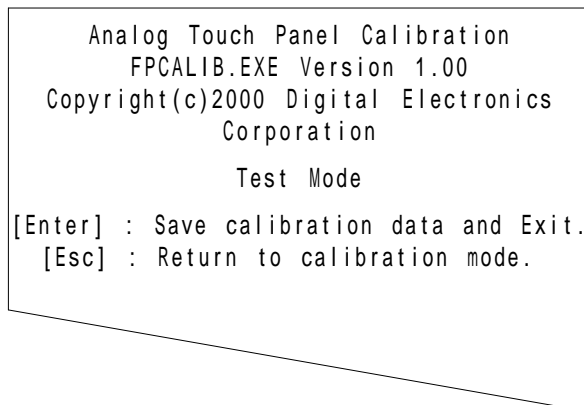 Analog Touch Panel Calibration
FPCALIB.EXE Version 1.00
Copyright(c)2000 Digital Electronics
Corporation
Test Mode
[Enter] : Save calibration data and Exit.
[Esc] : Return to calibration mode.